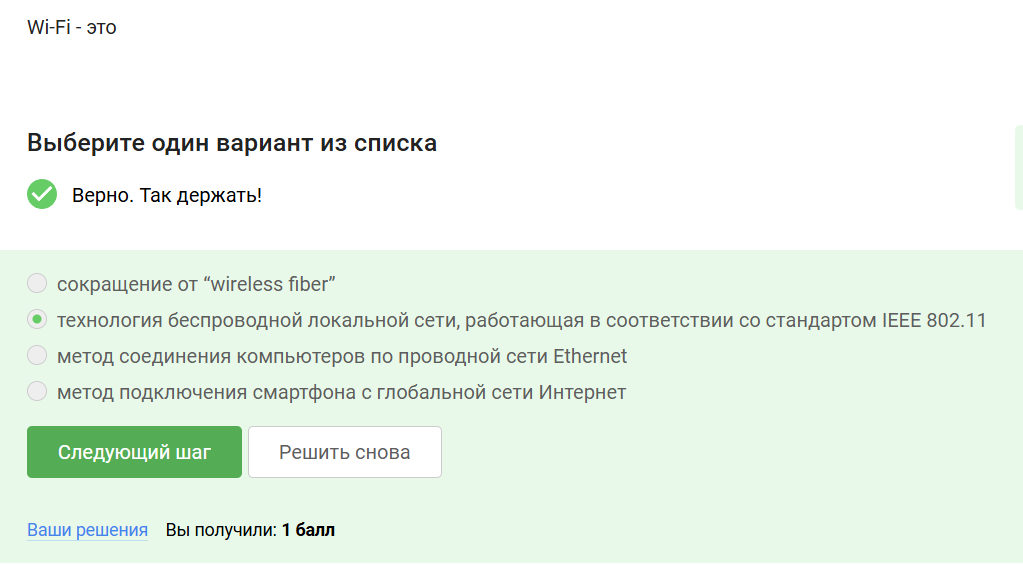 Wi-Fi - это
Выберите один вариант из списка
Верно. Так держать!
сокращение от “wireless fiber”
технология беспроводной локальной сети, работающая в соответствии со стандартом IEEE 802.11
метод соединения компьютеров по проводной сети Ethernet
метод подключения смартфона с глобальной сети Интернет
Следующий шаг Решить снова
Ваши решения Вы получили: 1 балл